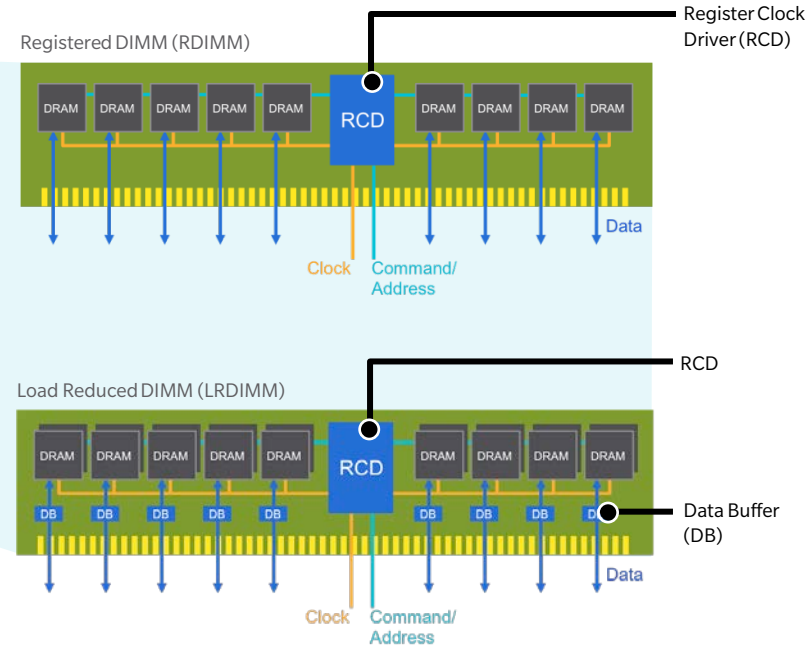 Register Clock
Driver (RCD)
Registered DIMM (RDIMM)
DRAM DRAM DRAM DRAM DRAM RCD DRAM DRAM DRAM DRAM
Data
Clock Command/
Address
RCD
Load Reduced DIMM (LRDIMM)
DRAM DRAM DRAM DRAM DRAM RCD DRAM DRAM DRAM DRAM
DB DB DB DB DB DB DB DB
Data Buffer
(DB)
Data
Clock Command/
Address